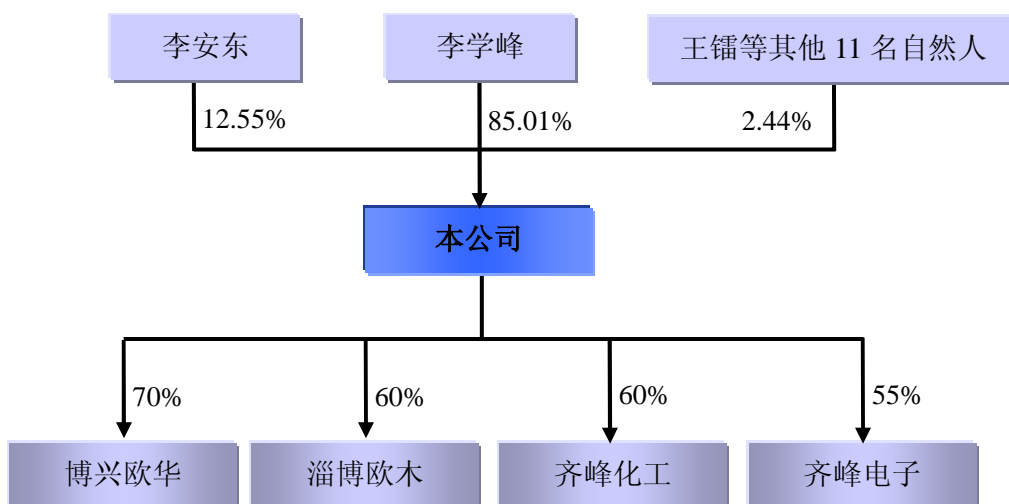 李安东
李学峰
王镭等其他 11 名自然人
12.55%
85.01%
2.44%
本公司
70%
60%
60%
55%
博兴欧华
淄博欧木
齐峰化工
齐峰电子